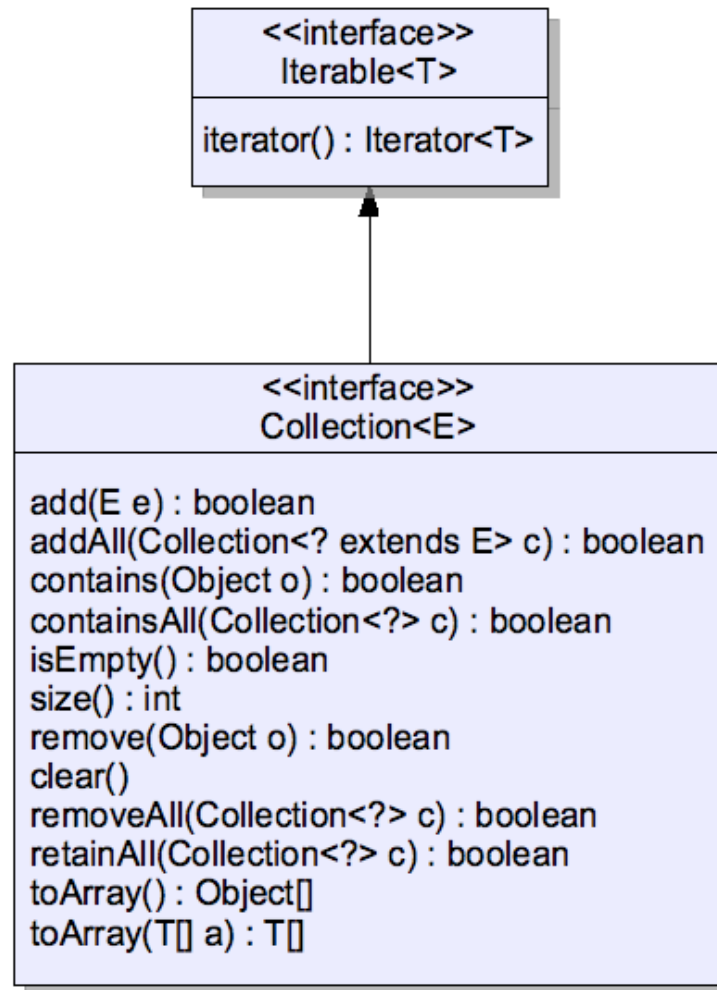 <<interface>>
Iterable<T>
iterator() : Iterator<T>
<<interface>>
Collection<E>
add(E e) : boolean
addAll(Collection<? extends E> c) : boolean
contains(Object o) : boolean
containsAll(Collection<?> c) : boolean
isEmpty() : boolean
size() : int
remove(Object o) : boolean
clear()
removeAll(Collection<?> c) : boolean
retainAll(Collection<?> c) : boolean
toArray() : Object[]
toArray(T[] a) : T[]